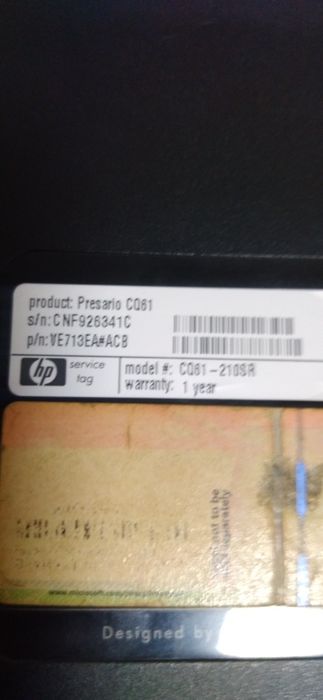 product: Presario CQ61
s/n: CNF926341C
p/n: VE713EA#ACB
hp
service
tag
model #: CQ61-210SR
warranty: 1 year
Designed by